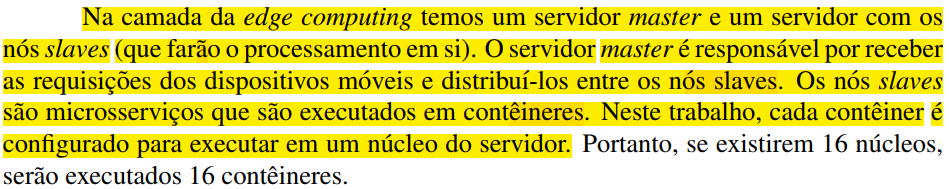 Na camada da edge computing temos um servidor master e um servidor com os
nós slaves (que farão o processamento em si). O servidor master é responsável por receber
as requisições dos dispositivos móveis e distribuí-los entre os nós slaves. Os nós slaves
são microsserviços que são executados em contêineres. Neste trabalho, cada contêiner é
configurado para executar em um núcleo do servidor. Portanto, se existirem 16 núcleos,
serão executados 16 contêineres.